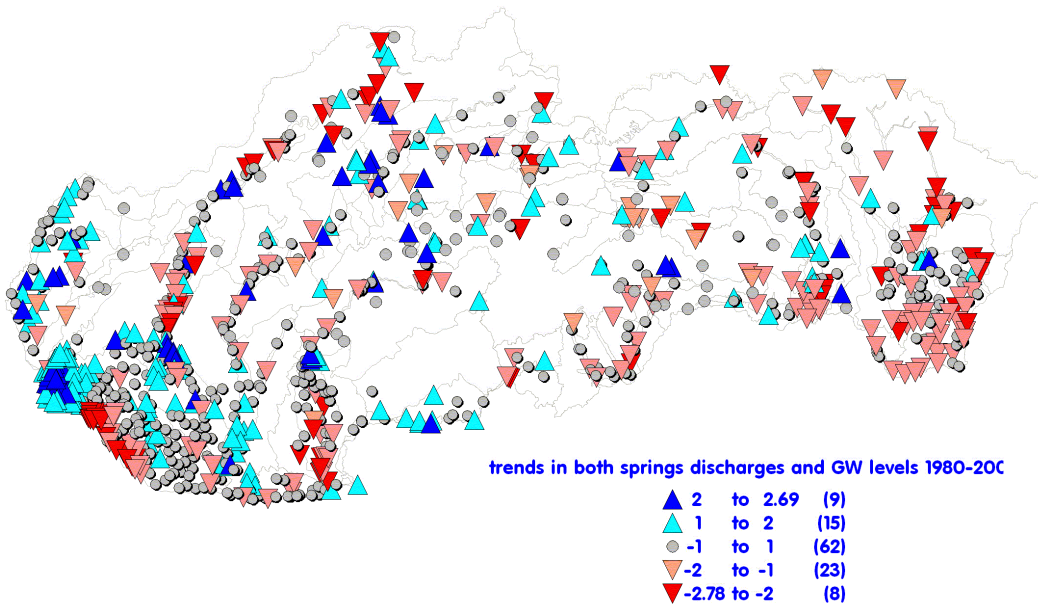 trends in both springs discharges and GW levels 1980-200
2 to 2.69 (9)
1 to 2 (15)
-1 to 1 (62)
-2 to -1 (23)
-2.78 to -2 (8)